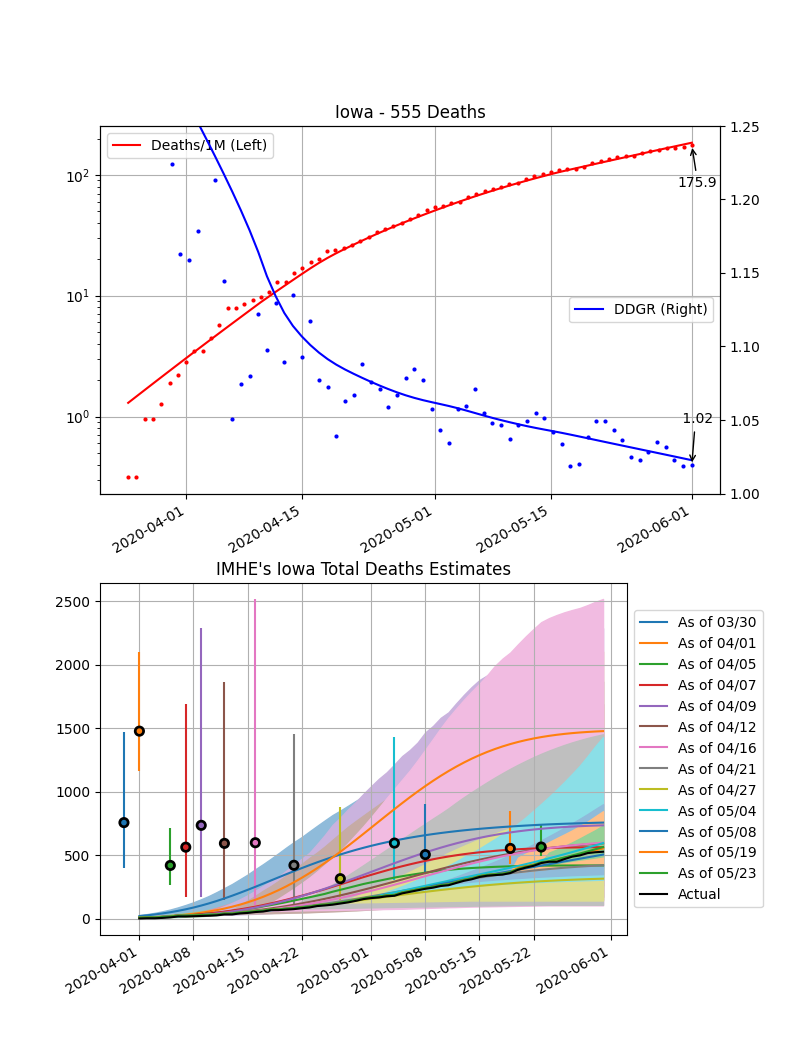 Iowa - 555 Deaths
Deaths/1M (Left)
DDGR (Right)
175.9
1.02
10²
10¹
10⁰
1.25
1.20
1.15
1.10
1.05
1.00
2020-04-01
2020-04-15
2020-05-01
2020-05-15
2020-06-01
IMHE's Iowa Total Deaths Estimates
2500
2000
1500
1000
500
0
2020-04-01
2020-04-08
2020-04-15
2020-04-22
2020-05-01
2020-05-08
2020-05-15
2020-05-22
2020-06-01
As of 03/30
As of 04/01
As of 04/05
As of 04/07
As of 04/09
As of 04/12
As of 04/16
As of 04/21
As of 04/27
As of 05/04
As of 05/08
As of 05/19
As of 05/23
Actual